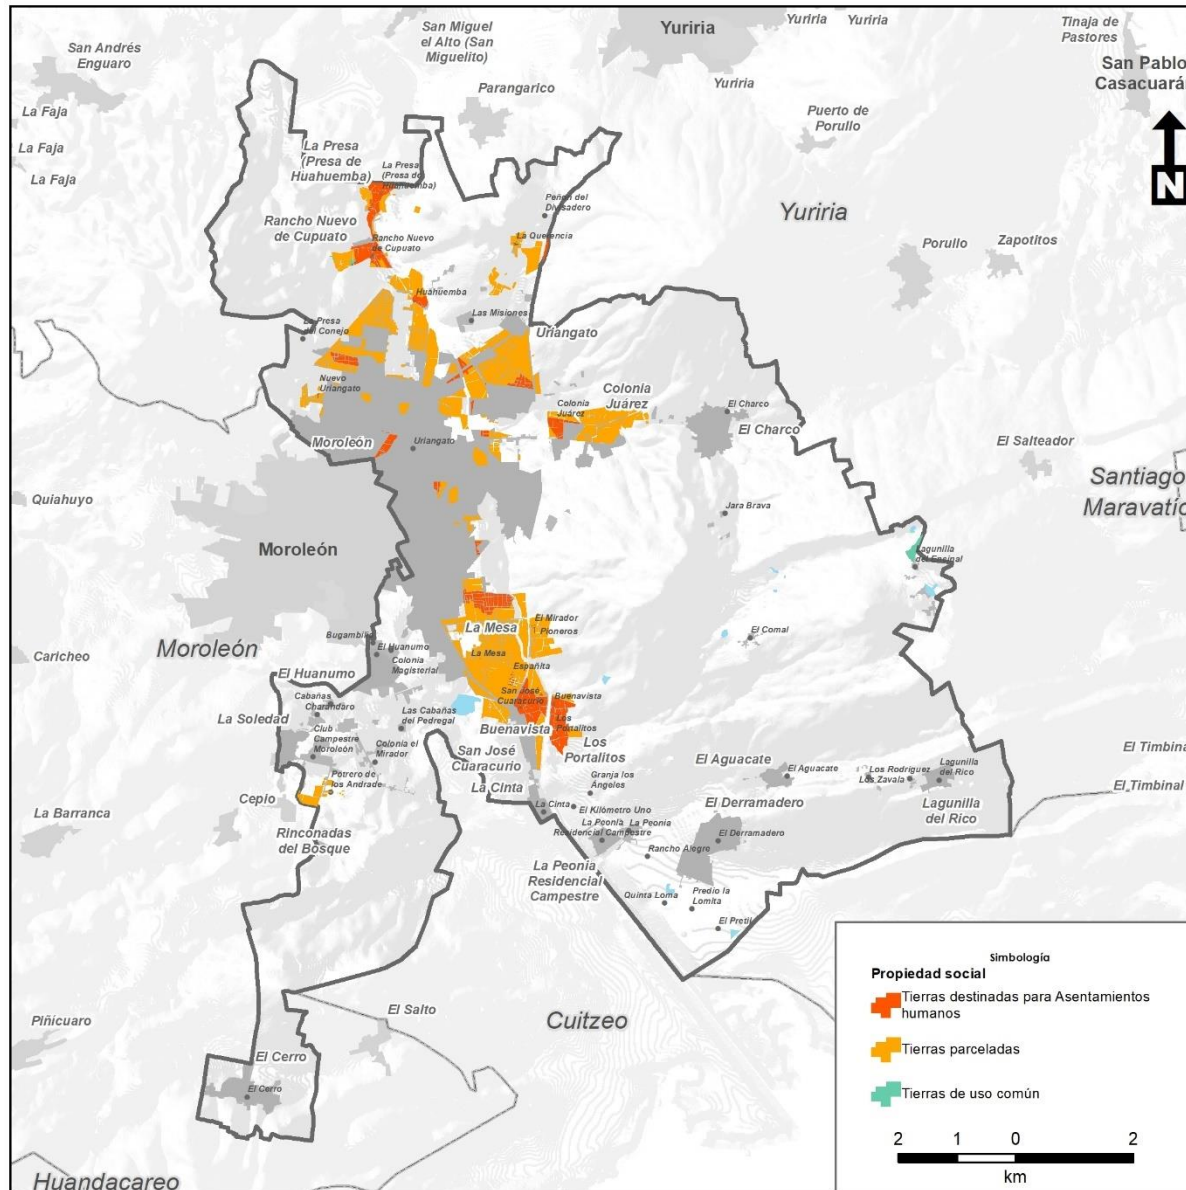 San Miguel
el Alto (San
Miguelito)
Yuriria
Yuriria
Yuriria
Tinaja de
Pastores
San Andrés
Enguaro
San Pablo
Casacuarán
Yuriria
Parangarico
La Faja
La Faja
La Faja
Puerto de
Porullo
N
La Presa
(Presa de
Huahuemba)
La Presa
(Presa de
Huahuemba)
Peñon del
Divisadero
Yuriria
Rancho Nuevo
de Cupuato
Rancho Nuevo
de Cupuato
La Querencia
Porullo
Zapotitos
Huahuemba
Las Misiones
La Presa
del Conejo
Uriangato
Nuevo
Uriangato
Colonia
Juárez
Colonia
Juárez
El Charco
El Charco
Moroleón
Uriangato
El Salteador
Santiago
Maravatío
Quiahuyo
Jara Brava
Moroleón
Lagunilla
del Encinal
La Mesa
El Mirador
Pioneros
El Comal
Moroleón
Bugambilias
El Huanumo
Colonia
Magisterial
La Mesa
Españita
Caricheo
El Huanumo
Cabañas
Charandaro
San José
Cuaracurio
Buenavista
La Soledad
Las Cabañas
del Pedregal
Los
Portalitos
Buenavista
Club
Campestre
Moroleón
Colonia el
Mirador
San José
Cuaracurio
Los
Portalitos
El Timbinal
El Aguacate
El Aguacate
Los Rodríguez
Los Zavala
Lagunilla
del Rico
Potrero de
los Andrade
Granja los
Ángeles
La Cinta
El Timbinal
Cepio
La Cinta
El Kilómetro Uno
El Derramadero
Lagunilla
del Rico
La Barranca
La Peonía
Residencial Campestre
La Peonia
El Derramadero
Rinconadas
del Bosque
Rancho Alegre
La Peonía
Residencial
Campestre
Quinta Loma
Predio la
Lomita
El Pretil
Simbología
Propiedad social
Tierras destinadas para Asentamientos
humanos
Tierras parceladas
Tierras de uso común
2 1 0 2
km
Piñicuaro
El Salto
Cuitzeo
El Cerro
El Cerro
Huandacareo